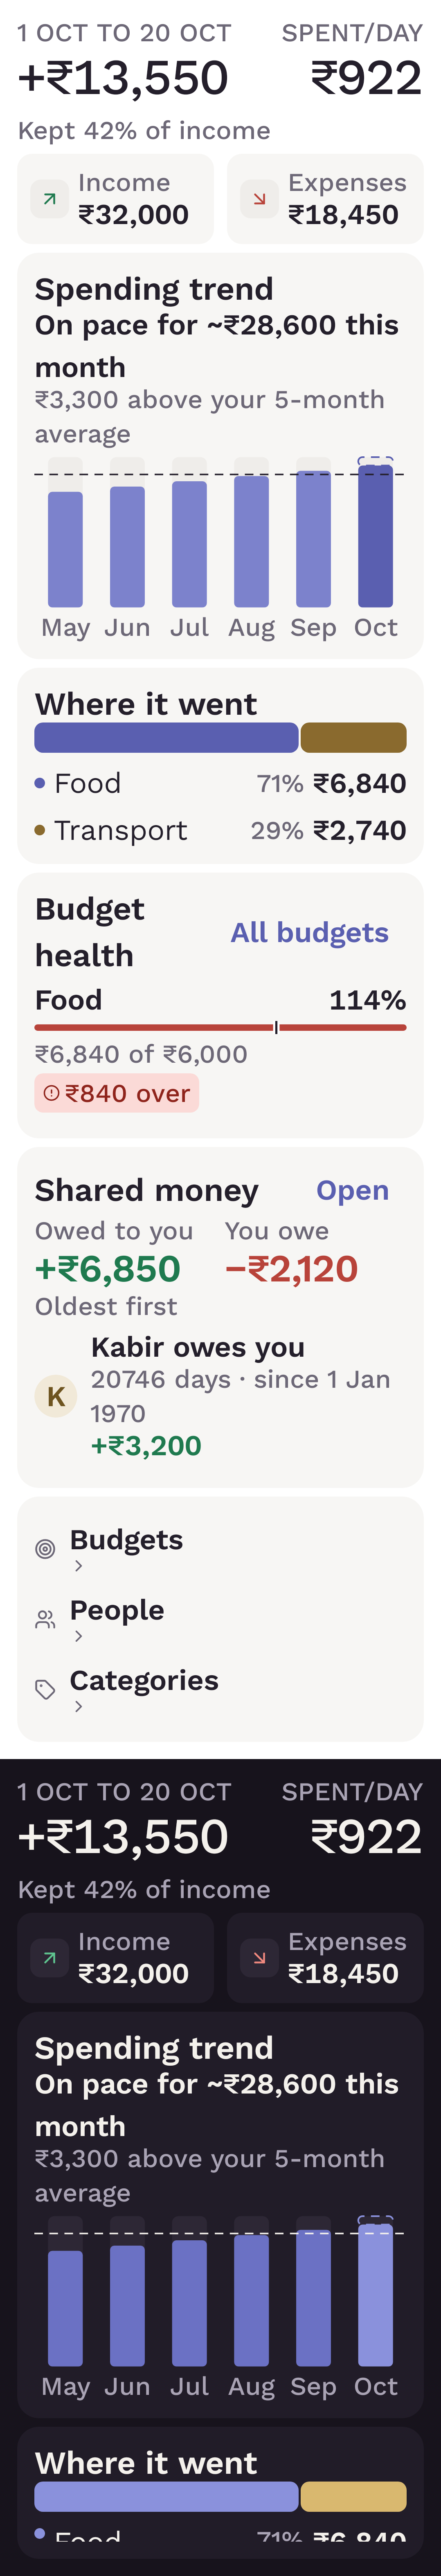 1 OCT TO 20 OCT SPENT/DAY
+₹13,550 ₹922
Kept 42% of income
Income Expenses
₹32,000 ₹18,450
Spending trend
On pace for ~₹28,600 this
month
₹3,300 above your 5-month
average
May Jun Jul Aug Sep Oct
Where it went
Food 71% ₹6,840
Transport 29% ₹2,740
Budget
health
All budgets
Food 114%
₹6,840 of ₹6,000
₹840 over
Shared money Open
Owed to you You owe
+₹6,850 −₹2,120
Oldest first
Kabir owes you
K
20746 days · since 1 Jan
1970
+₹3,200
Budgets
People
Categories
1 OCT TO 20 OCT SPENT/DAY
+₹13,550 ₹922
Kept 42% of income
Income Expenses
₹32,000 ₹18,450
Spending trend
On pace for ~₹28,600 this
month
₹3,300 above your 5-month
average
May Jun Jul Aug Sep Oct
Where it went
Food 71% ₹6,840